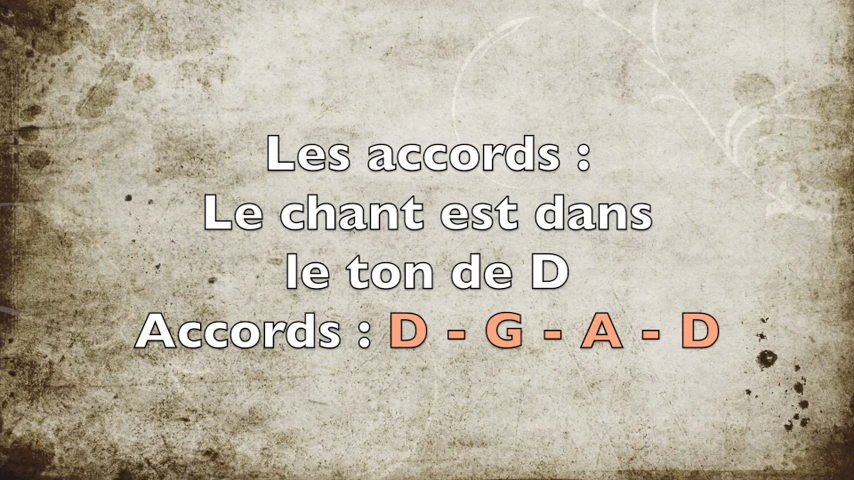 Les accords :
Le chant est dans
le ton de D
Accords : D - G - A - D